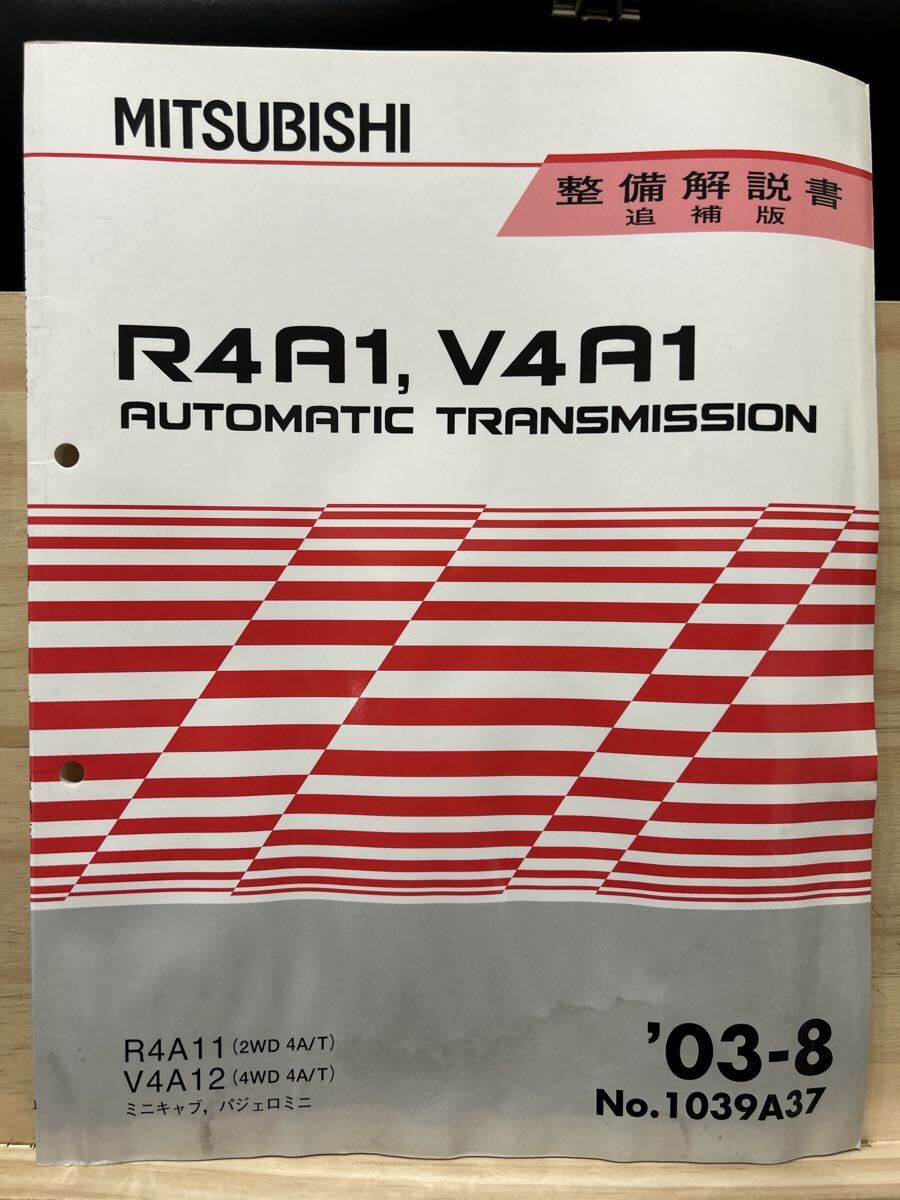 MITSUBISHI
整備解説書
追補版
R4A1, V4A1
AUTOMATIC TRANSMISSION
R4A11 (2WD 4A/T)
V4A12 (4WD 4A/T)
ミニキャブ, パジェロミニ
'03-8
No.1039A37